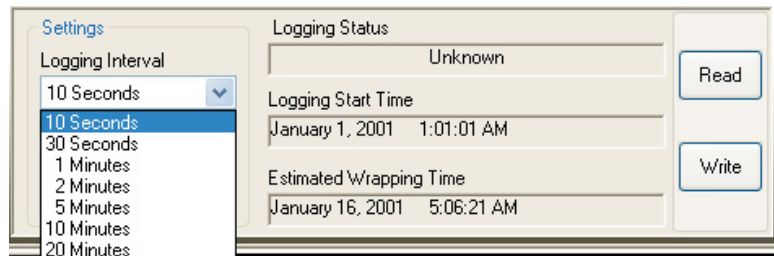 Settings
Logging Interval
10 Seconds
10 Seconds
30 Seconds
1 Minutes
2 Minutes
5 Minutes
10 Minutes
20 Minutes
Logging Status
Unknown
Logging Start Time
January 1, 2001 1:01:01 AM
Estimated Wrapping Time
January 16, 2001 5:06:21 AM
Read
Write